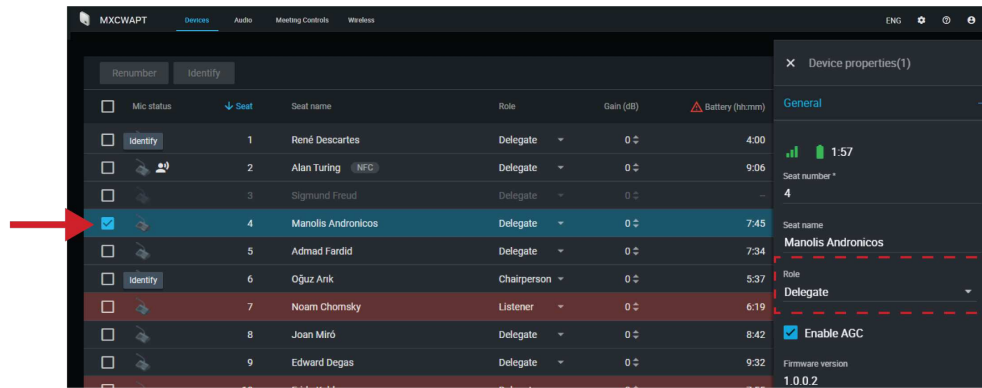 MXCWAPT Devices Audio Meeting Controls Wireless ENG
Renumber Identify
Mic status Seat Seat name Role Gain (dB) Battery (hh:mm)
Identify 1 René Descartes Delegate 0 4:00
2 Alan Turing NFC Delegate 0 9:06
3 Sigmund Freud Delegate 0 –
4 Manolis Andronicos Delegate 0 7:45
5 Admad Fardid Delegate 0 7:34
Identify 6 Oğuz Arık Chairperson 0 5:37
7 Noam Chomsky Listener 0 6:19
8 Joan Miró Delegate 0 8:42
9 Edward Degas Delegate 0 9:32
Device properties(1)
General
1:57
Seat number *
4
Seat name
Manolis Andronicos
Role
Delegate
Enable AGC
Firmware version
1.0.0.2